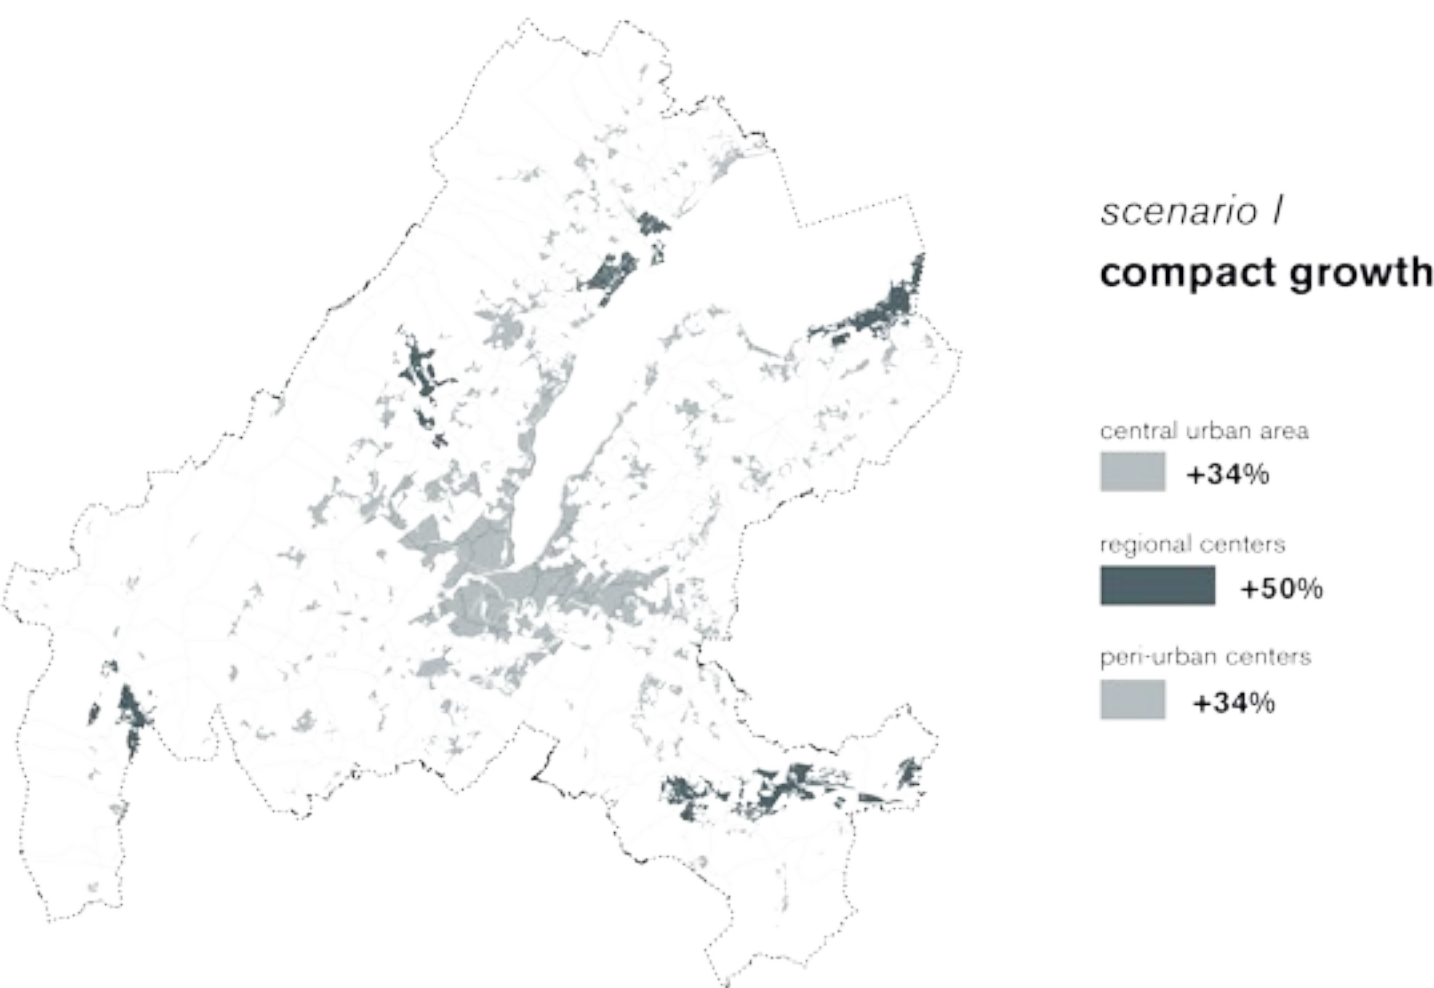 scenario I
compact growth
central urban area
+34%
regional centers
+50%
peri-urban centers
+34%